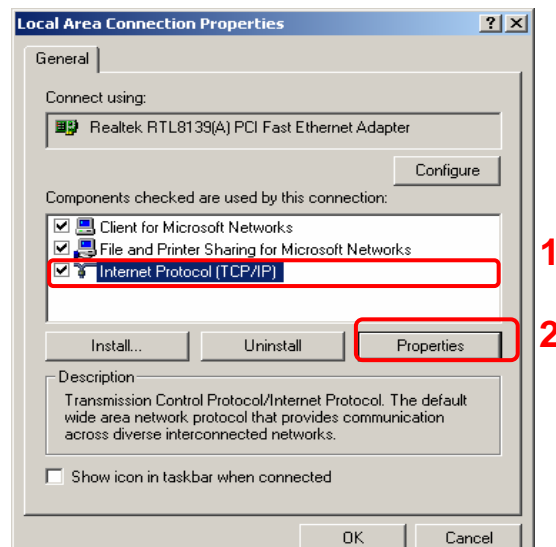 Local Area Connection Properties
General
Connect using:
Realtek RTL8139(A) PCI Fast Ethernet Adapter
Configure
Components checked are used by this connection:
Client for Microsoft Networks
File and Printer Sharing for Microsoft Networks
Internet Protocol (TCP/IP)
1
Install... Uninstall Properties
2
Description
Transmission Control Protocol/Internet Protocol. The default
wide area network protocol that provides communication
across diverse interconnected networks.
Show icon in taskbar when connected
OK Cancel